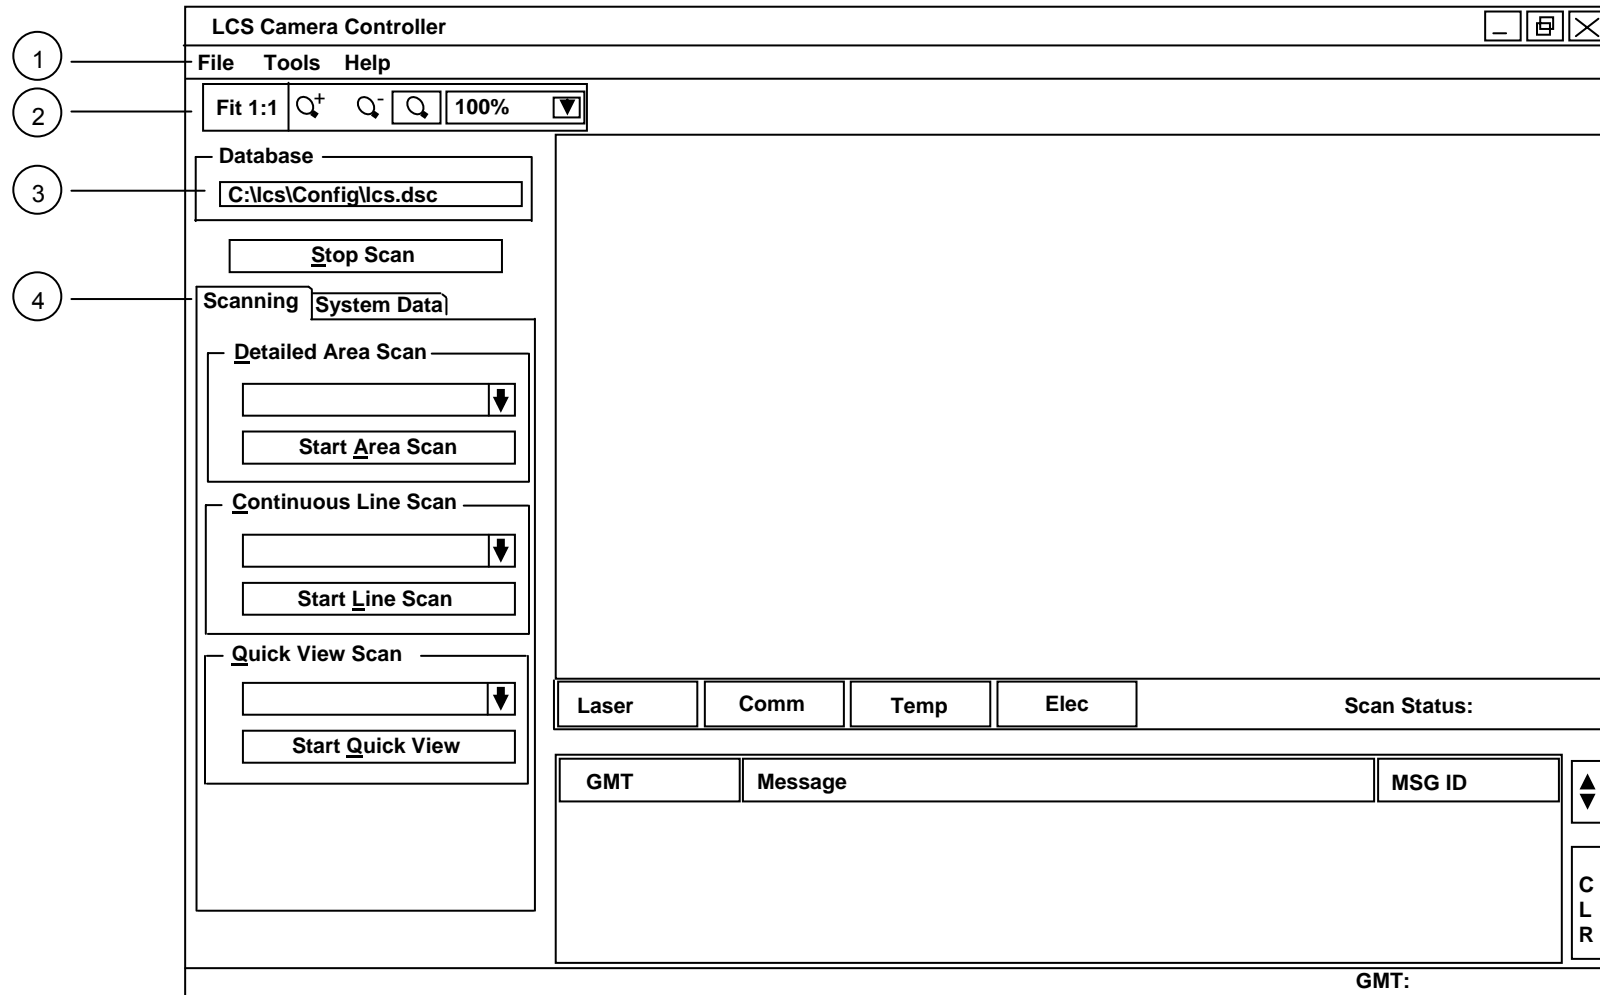 LCS Camera Controller
1
File Tools Help
2
Fit 1:1 + - 100%
Database
3
C:\lcs\Config\lcs.dsc
Stop Scan
4
Scanning System Data
Detailed Area Scan
Start Area Scan
Continuous Line Scan
Start Line Scan
Quick View Scan
Start Quick View
Laser Comm Temp Elec Scan Status:
GMT Message MSG ID
C
L
R
GMT: